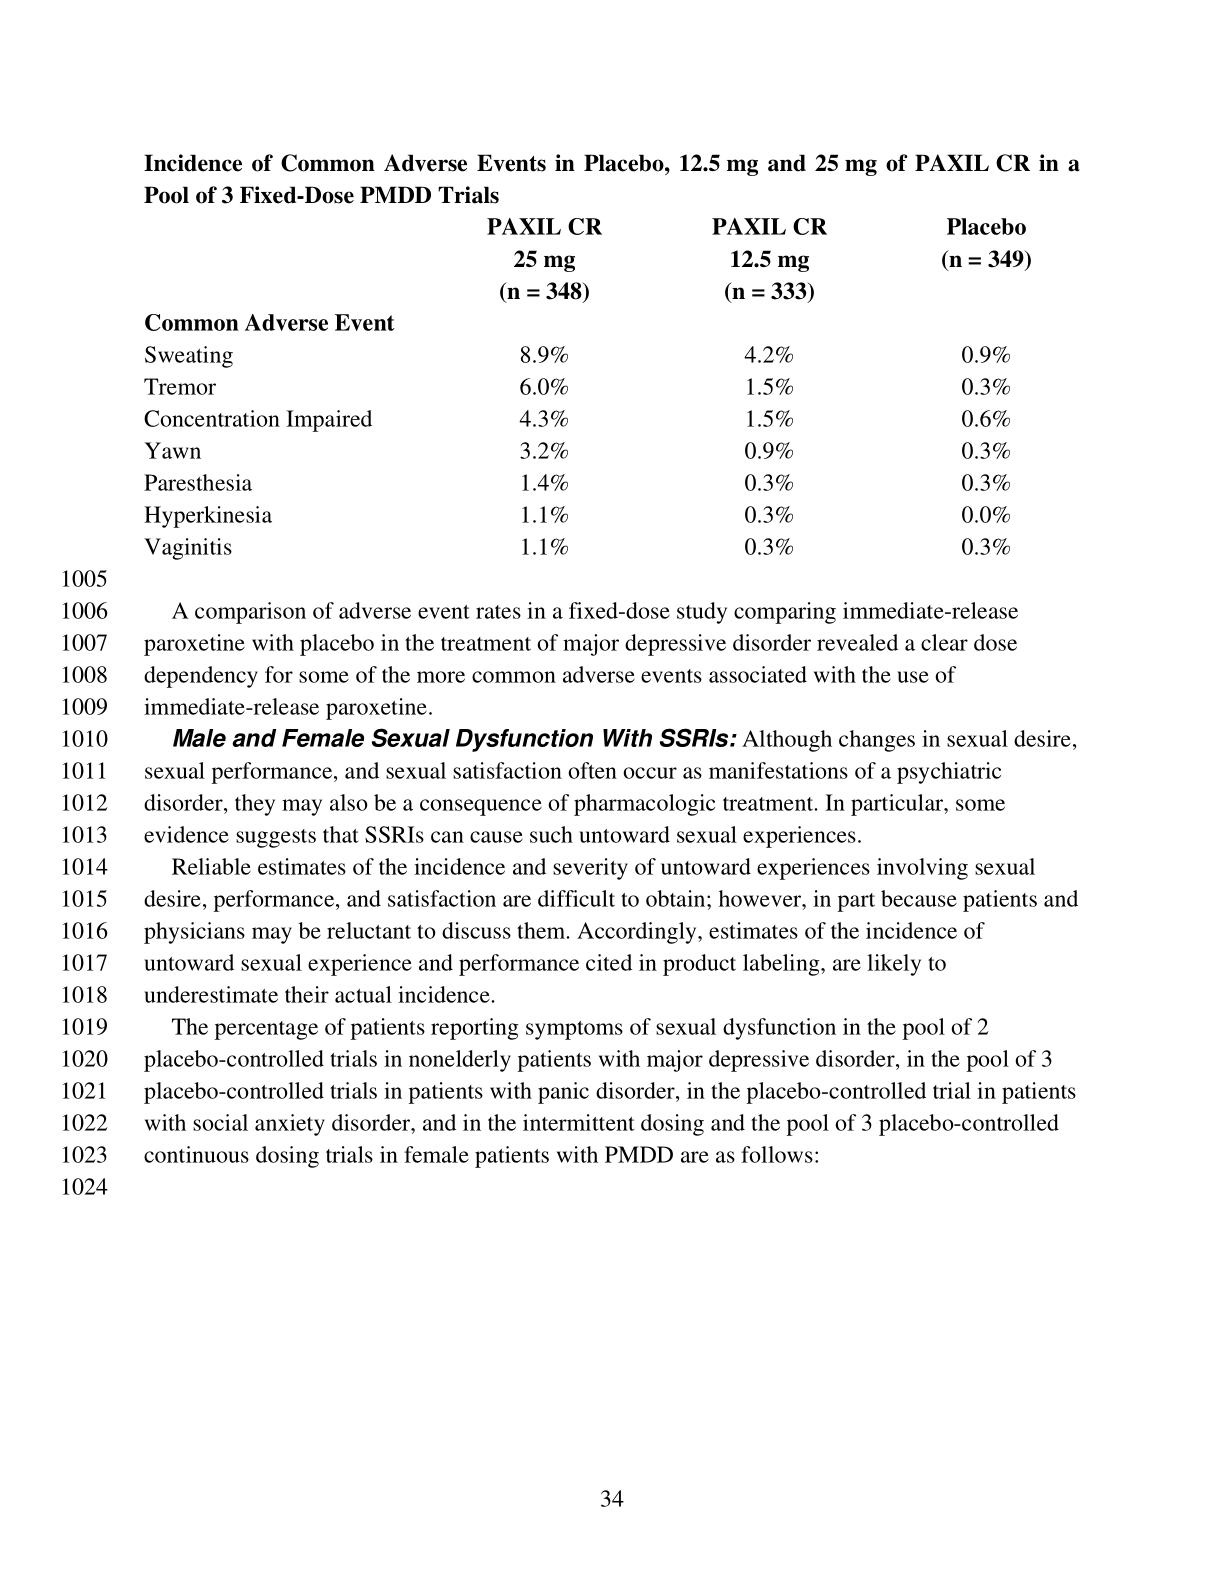 Incidence of Common Adverse Events in Placebo, 12.5 mg and 25 mg of PAXIL CR in a
Pool of 3 Fixed-Dose PMDD Trials
PAXIL CR PAXIL CR Placebo
25 mg 12.5 mg (n = 349)
(n = 348) (n = 333)
Common Adverse Event
Sweating 8.9% 4.2% 0.9%
Tremor 6.0% 1.5% 0.3%
Concentration Impaired 4.3% 1.5% 0.6%
Yawn 3.2% 0.9% 0.3%
Paresthesia 1.4% 0.3% 0.3%
Hyperkinesia 1.1% 0.3% 0.0%
Vaginitis 1.1% 0.3% 0.3%
1005
1006 A comparison of adverse event rates in a fixed-dose study comparing immediate-release
1007 paroxetine with placebo in the treatment of major depressive disorder revealed a clear dose
1008 dependency for some of the more common adverse events associated with the use of
1009 immediate-release paroxetine.
1010 Male and Female Sexual Dysfunction With SSRIs: Although changes in sexual desire,
1011 sexual performance, and sexual satisfaction often occur as manifestations of a psychiatric
1012 disorder, they may also be a consequence of pharmacologic treatment. In particular, some
1013 evidence suggests that SSRIs can cause such untoward sexual experiences.
1014 Reliable estimates of the incidence and severity of untoward experiences involving sexual
1015 desire, performance, and satisfaction are difficult to obtain; however, in part because patients and
1016 physicians may be reluctant to discuss them. Accordingly, estimates of the incidence of
1017 untoward sexual experience and performance cited in product labeling, are likely to
1018 underestimate their actual incidence.
1019 The percentage of patients reporting symptoms of sexual dysfunction in the pool of 2
1020 placebo-controlled trials in nonelderly patients with major depressive disorder, in the pool of 3
1021 placebo-controlled trials in patients with panic disorder, in the placebo-controlled trial in patients
1022 with social anxiety disorder, and in the intermittent dosing and the pool of 3 placebo-controlled
1023 continuous dosing trials in female patients with PMDD are as follows:
1024
34